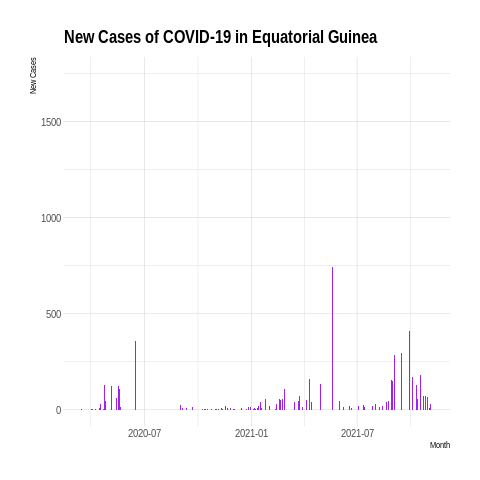 New Cases of COVID-19 in Equatorial Guinea
New Cases
1500
1000
500
0
2020-07
2021-01
2021-07
Month